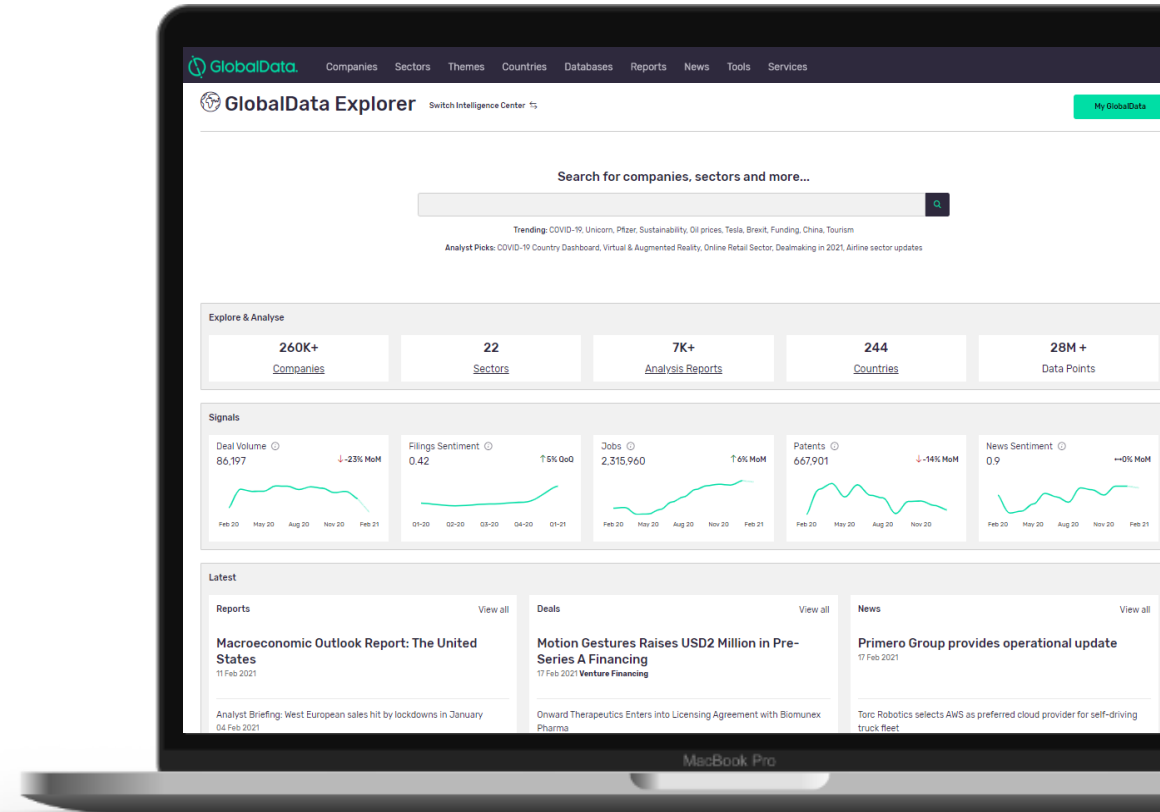 GlobalData.
Companies Sectors Themes Countries Databases Reports News Tools Services
GlobalData Explorer Switch Intelligence Center
My GlobalData
Search for companies, sectors and more...
Trending: COVID-19, Unicorn, Pfizer, Sustainability, Oil prices, Tesla, Brexit, Funding, China, Tourism
Analyst Picks: COVID-19 Country Dashboard, Virtual & Augmented Reality, Online Retail Sector, Dealmaking in 2021, Airline sector updates
Explore & Analyse
260K+
Companies
22
Sectors
7K+
Analysis Reports
244
Countries
28M +
Data Points
Signals
Deal Volume
86,197 ↓-23% MoM
Feb 20 May 20 Aug 20 Nov 20 Feb 21
Filings Sentiment
0.42 ↑5% QoQ
Q1-20 Q2-20 Q3-20 Q4-20 Q1-21
Jobs
2,315,960 ↑6% MoM
Feb 20 May 20 Aug 20 Nov 20 Feb 21
Patents
667,901 ↓-14% MoM
Feb 20 May 20 Aug 20 Nov 20
News Sentiment
0.9 ↔0% MoM
Feb 20 May 20 Aug 20 Nov 20 Feb 21
Latest
Reports View all
Macroeconomic Outlook Report: The United
States
11 Feb 2021
Analyst Briefing: West European sales hit by lockdowns in January
04 Feb 2021
Deals View all
Motion Gestures Raises USD2 Million in Pre-
Series A Financing
17 Feb 2021 Venture Financing
Onward Therapeutics Enters into Licensing Agreement with Biomunex
Pharma
News View all
Primero Group provides operational update
17 Feb 2021
Torc Robotics selects AWS as preferred cloud provider for self-driving
truck fleet
MacBook Pro